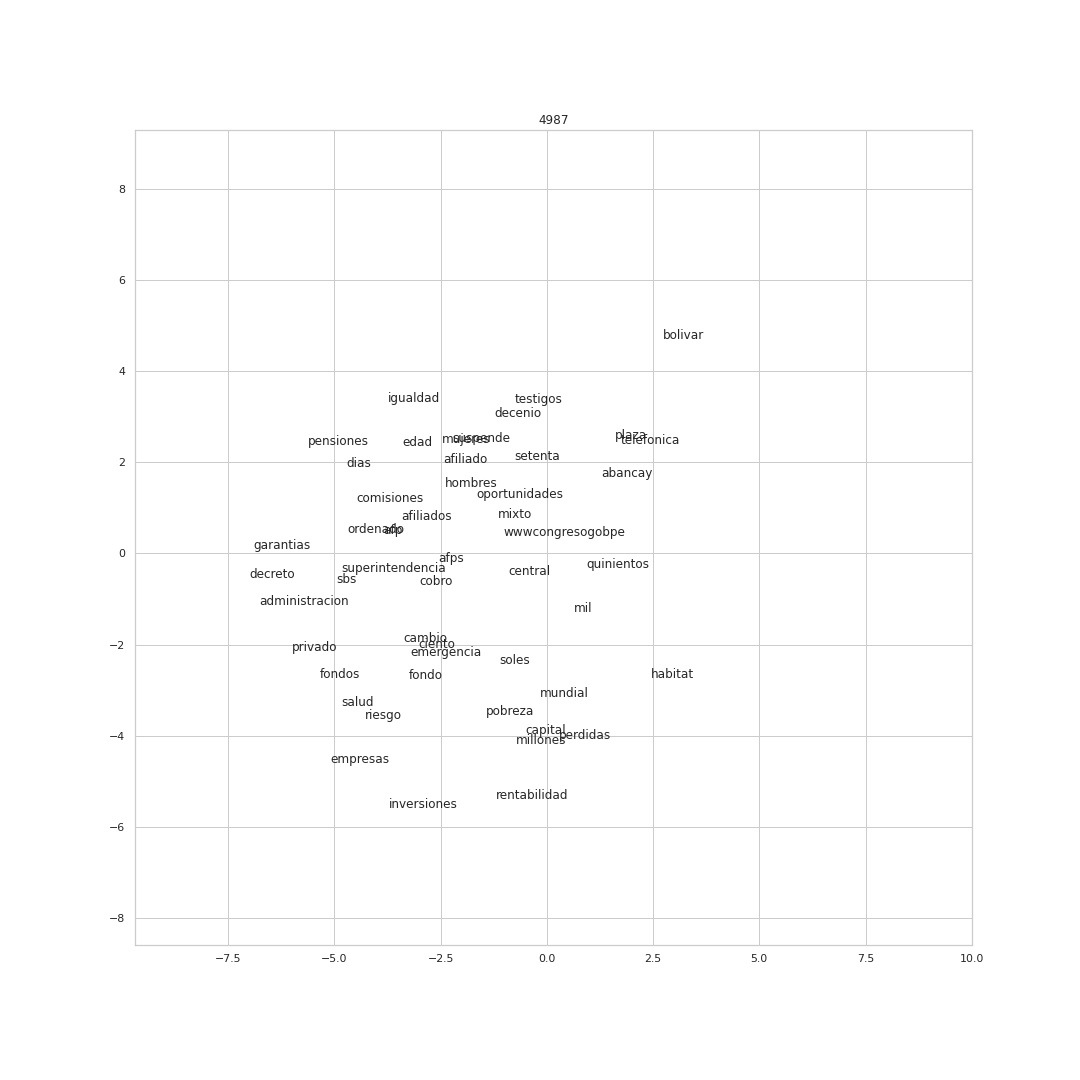 4987
8
bolivar
4
6
igualdad
testigos
decenio
plaza
telefonica
mujeres
suspende
pensiones
edad
setenta
afiliado
2
dias
abancay
hombres
oportunidades
comisiones
mixto
afiliados
ordenado
afp
wwwcongresogobpe
garantias
0
afps
quinientos
superintendencia
central
decreto
sbs
cobro
administracion
mil
cambio
ciento
−2
privado
emergencia
soles
fondos
fondo
habitat
mundial
salud
pobreza
riesgo
capital
perdidas
−4
millones
empresas
rentabilidad
inversiones
−6
−8
−7.5 −5.0 −2.5 0.0 2.5 5.0 7.5 10.0